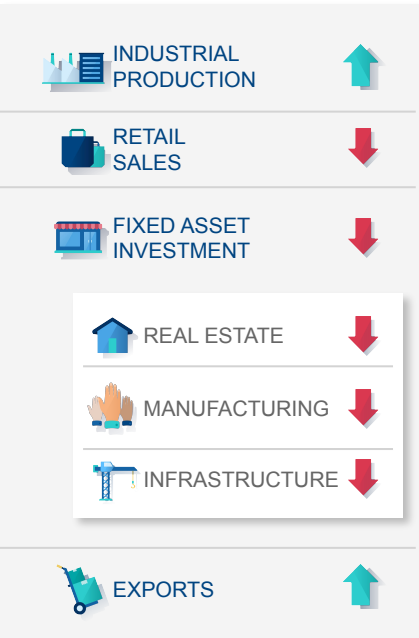 INDUSTRIAL
PRODUCTION
RETAIL
SALES
FIXED ASSET
INVESTMENT
REAL ESTATE
MANUFACTURING
INFRASTRUCTURE
EXPORTS